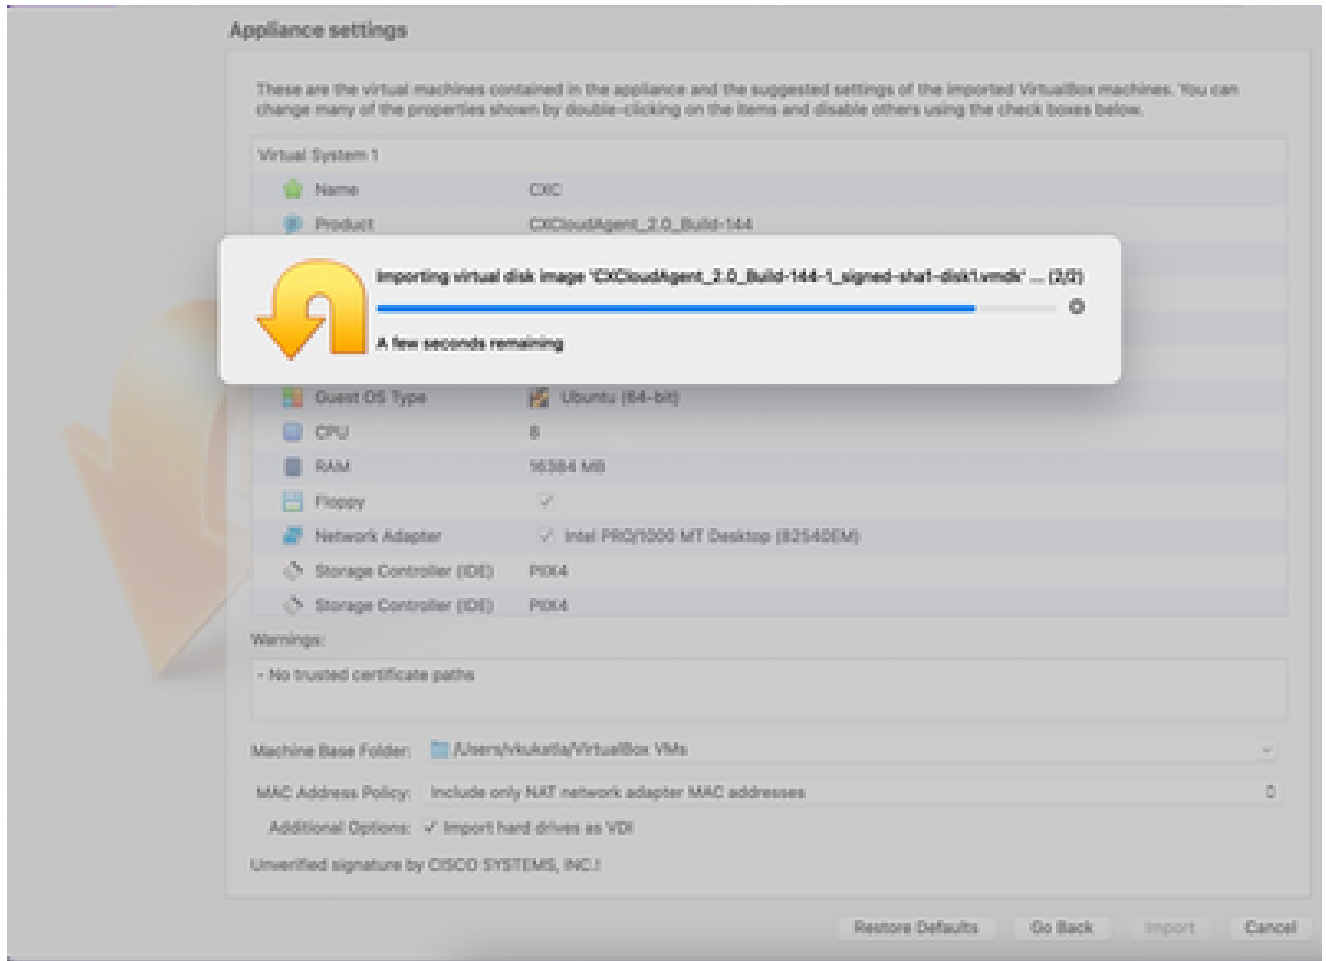 Appliance settings
These are the virtual machines contained in the appliance and the suggested settings of the imported VirtualBox machines. You can
change many of the properties shown by double-clicking on the items and disable others using the check boxes below.
Virtual System 1
Name CXC
Product CXCloudAgent_2.0_Build-144
Importing virtual disk image 'CXCloudAgent_2.0_Build-144-1_signed-sha1-disk1.vmdk' ... (2/2)
A few seconds remaining
Guest OS Type Ubuntu (64-bit)
CPU 8
RAM 16384 MB
Floppy
Network Adapter Intel PRO/1000 MT Desktop (82540EM)
Storage Controller (IDE) PIIX4
Storage Controller (IDE) PIIX4
Warnings:
- No trusted certificate paths
Machine Base Folder: /Users/vkukatla/VirtualBox VMs
MAC Address Policy: Include only NAT network adapter MAC addresses
Additional Options: Import hard drives as VDI
Unverified signature by CISCO SYSTEMS, INC.!
Restore Defaults Go Back Import Cancel